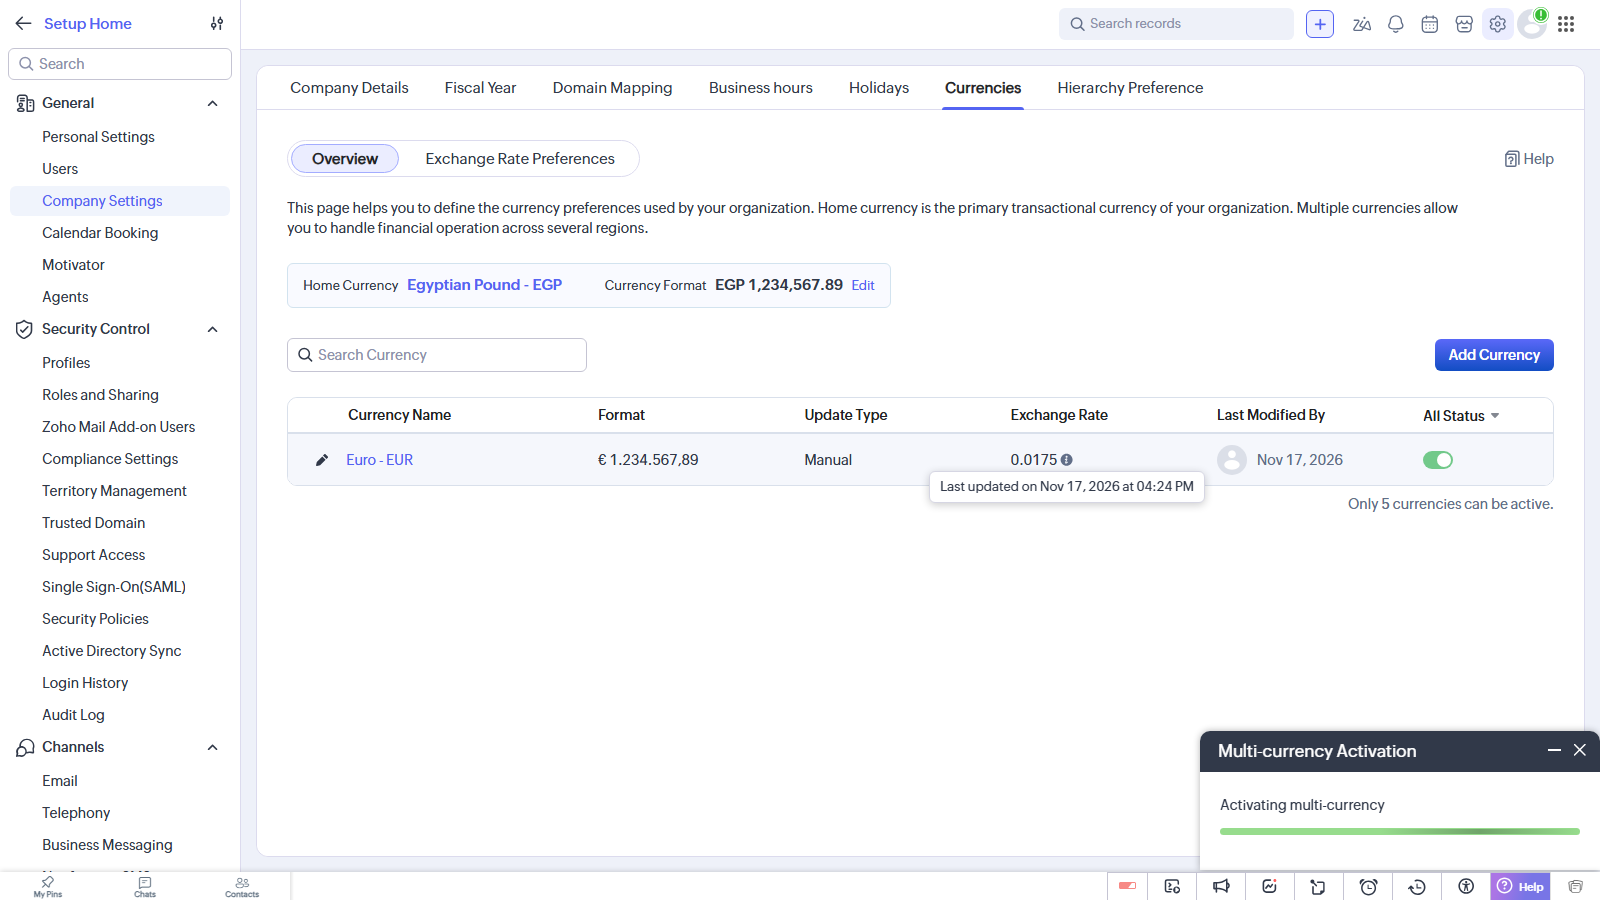 Setup Home
Search
General
Personal Settings
Users
Company Settings
Calendar Booking
Motivator
Agents
Security Control
Profiles
Roles and Sharing
Zoho Mail Add-on Users
Compliance Settings
Territory Management
Trusted Domain
Support Access
Single Sign-On(SAML)
Security Policies
Active Directory Sync
Login History
Audit Log
Channels
Email
Telephony
Business Messaging
My Pins
Chats
Contacts
Search records
Company Details
Fiscal Year
Domain Mapping
Business hours
Holidays
Currencies
Hierarchy Preference
Overview
Exchange Rate Preferences
Help
This page helps you to define the currency preferences used by your organization. Home currency is the primary transactional currency of your organization. Multiple currencies allow
you to handle financial operation across several regions.
Home Currency Egyptian Pound - EGP Currency Format EGP 1,234,567.89 Edit
Search Currency
Add Currency
Currency Name Format Update Type Exchange Rate Last Modified By All Status
Euro - EUR € 1.234.567,89 Manual 0.0175 Nov 17, 2026
Last updated on Nov 17, 2026 at 04:24 PM
Only 5 currencies can be active.
Multi-currency Activation
Activating multi-currency
Help